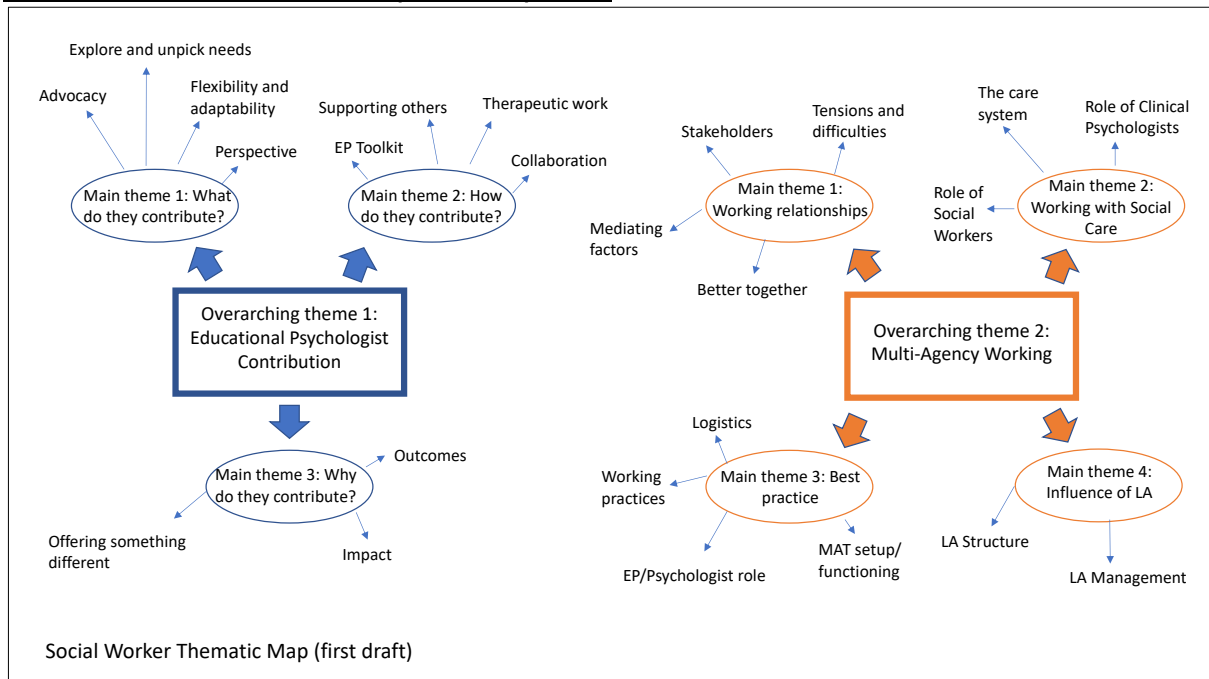 Explore and unpick needs
Advocacy
Flexibility and
adaptability
Perspective
Main theme 1: What
do they contribute?
Supporting others
Therapeutic work
EP Toolkit
Collaboration
Main theme 2: How
do they contribute?
Overarching theme 1:
Educational Psychologist
Contribution
Main theme 3: Why
do they contribute?
Outcomes
Offering something
different
Impact
Stakeholders
Tensions and
difficulties
Main theme 1:
Working relationships
Mediating
factors
Better together
The care
system
Role of Clinical
Psychologists
Role of
Social
Workers
Main theme 2:
Working with Social
Care
Overarching theme 2:
Multi-Agency Working
Logistics
Working
practices
Main theme 3: Best
practice
EP/Psychologist role
MAT setup/
functioning
Main theme 4:
Influence of LA
LA Structure
LA Management
Social Worker Thematic Map (first draft)